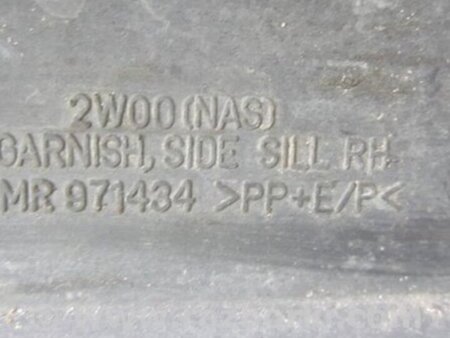 2W00(NAS)
GARNISH, SIDE SILL RH
MR 971434 >PP+E/P<